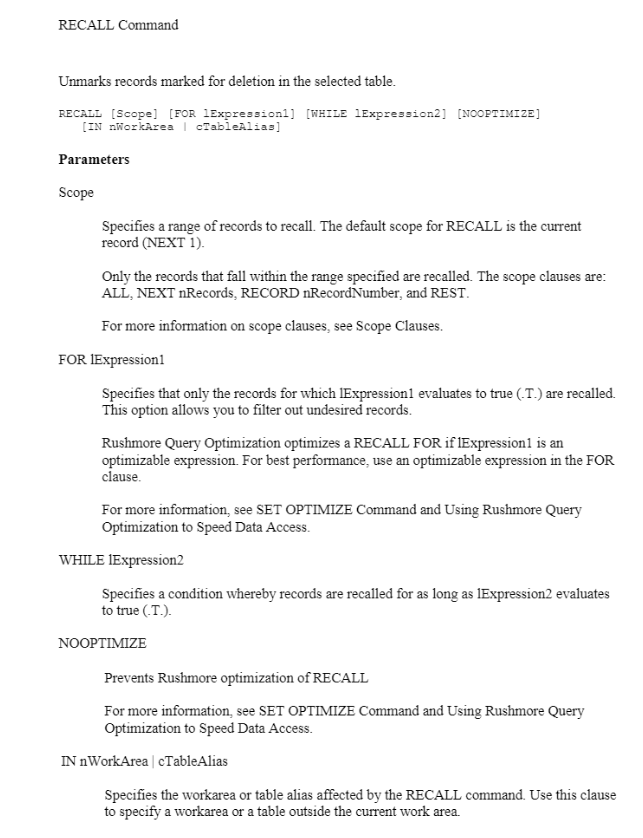 RECALL Command
Unmarks records marked for deletion in the selected table.
RECALL [Scope] [FOR lExpression1] [WHILE lExpression2] [NOOPTIMIZE]
[IN nWorkArea | cTableAlias]
Parameters
Scope
Specifies a range of records to recall. The default scope for RECALL is the current
record (NEXT 1).
Only the records that fall within the range specified are recalled. The scope clauses are:
ALL, NEXT nRecords, RECORD nRecordNumber, and REST.
For more information on scope clauses, see Scope Clauses.
FOR lExpression1
Specifies that only the records for which lExpression1 evaluates to true (.T.) are recalled.
This option allows you to filter out undesired records.
Rushmore Query Optimization optimizes a RECALL FOR if lExpression1 is an
optimizable expression. For best performance, use an optimizable expression in the FOR
clause.
For more information, see SET OPTIMIZE Command and Using Rushmore Query
Optimization to Speed Data Access.
WHILE lExpression2
Specifies a condition whereby records are recalled for as long as lExpression2 evaluates
to true (.T.).
NOOPTIMIZE
Prevents Rushmore optimization of RECALL
For more information, see SET OPTIMIZE Command and Using Rushmore Query
Optimization to Speed Data Access.
IN nWorkArea | cTableAlias
Specifies the workarea or table alias affected by the RECALL command. Use this clause
to specify a workarea or a table outside the current work area.